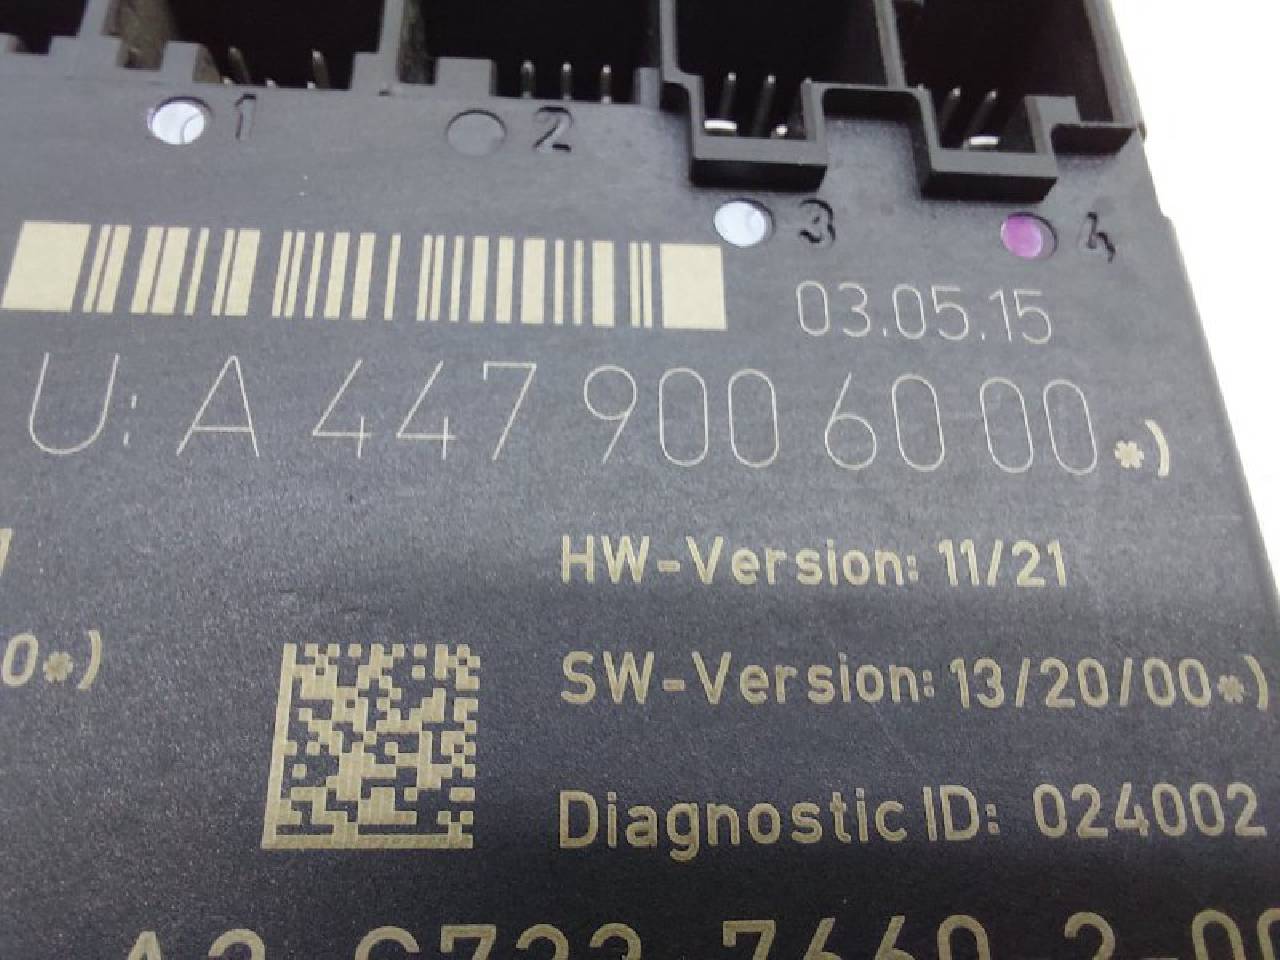 1 2
3 4
03.05.15
U: A 447 900 60 00 *)
HW-Version: 11/21
0*)
SW-Version: 13/20/00*)
Diagnostic ID: 024002